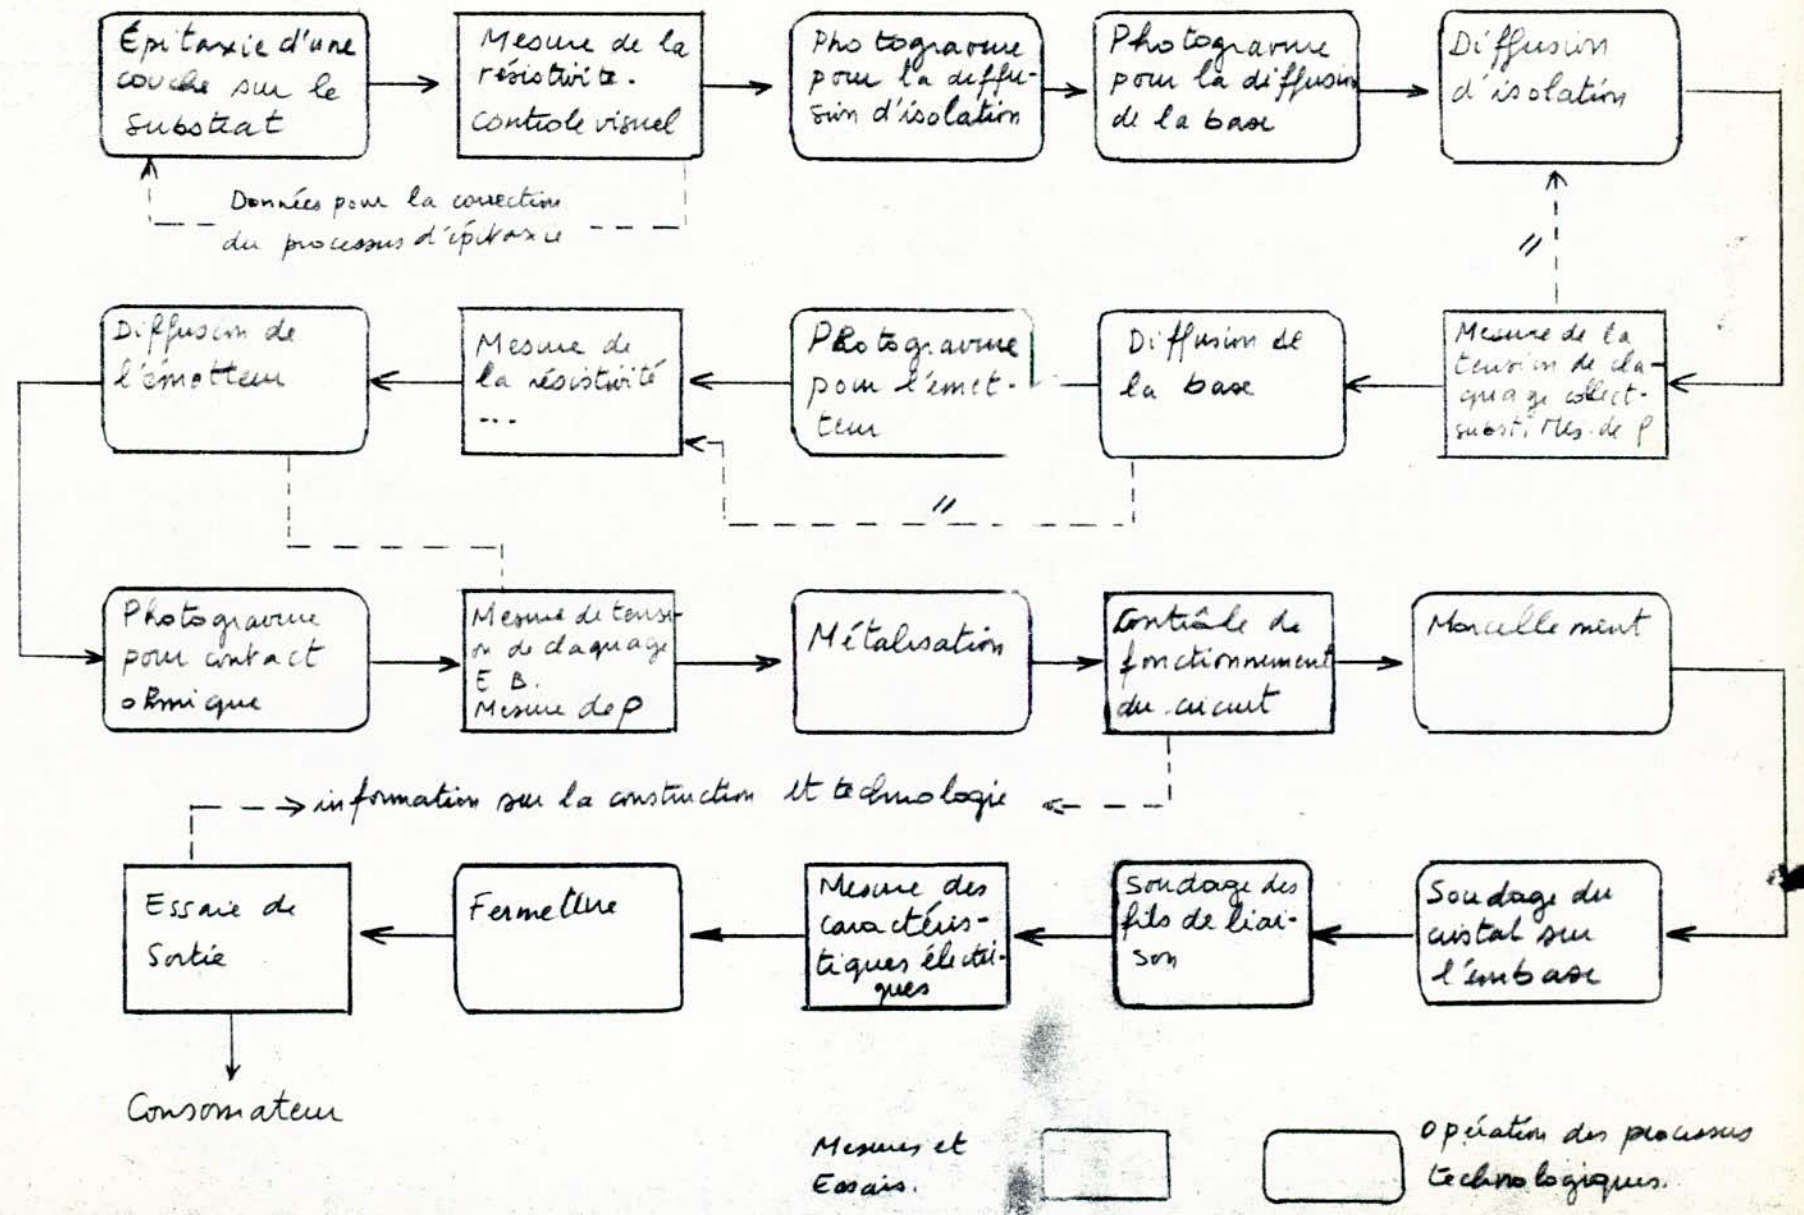 Épitaxie d'une
couche sur le
substrat
Mesure de la
résistivite.
controle visuel
Photogravure
pour la diffu-
sion d'isolation
Photogravure
pour la diffusion
de la base
Diffusion
d'isolation
Données pour la correction
du processus d'épitaxie
//
Diffusion de
l'émetteur
Mesure de
la résistivité
...
Photogravure
pour l'émet-
teur
Diffusion de
la base
Mesure de la
tension de cla-
quage collect-
subst. Mes. de ρ
//
Photogravure
pour contact
ohmique
Mesure de tensi-
on de claquage
E B.
Mesure de ρ
Métalisation
Contrôle de
fonctionnement
du circuit
Morcellement
information sur la construction et technologie
Essaie de
Sortie
Fermeture
Mesure des
caractéris-
tiques électri-
ques
Soudage des
fils de liai-
son
Soudage du
cristal sur
l'embase
Consomateur
Mesures et
Essais.
Opération des processus
technologiques.